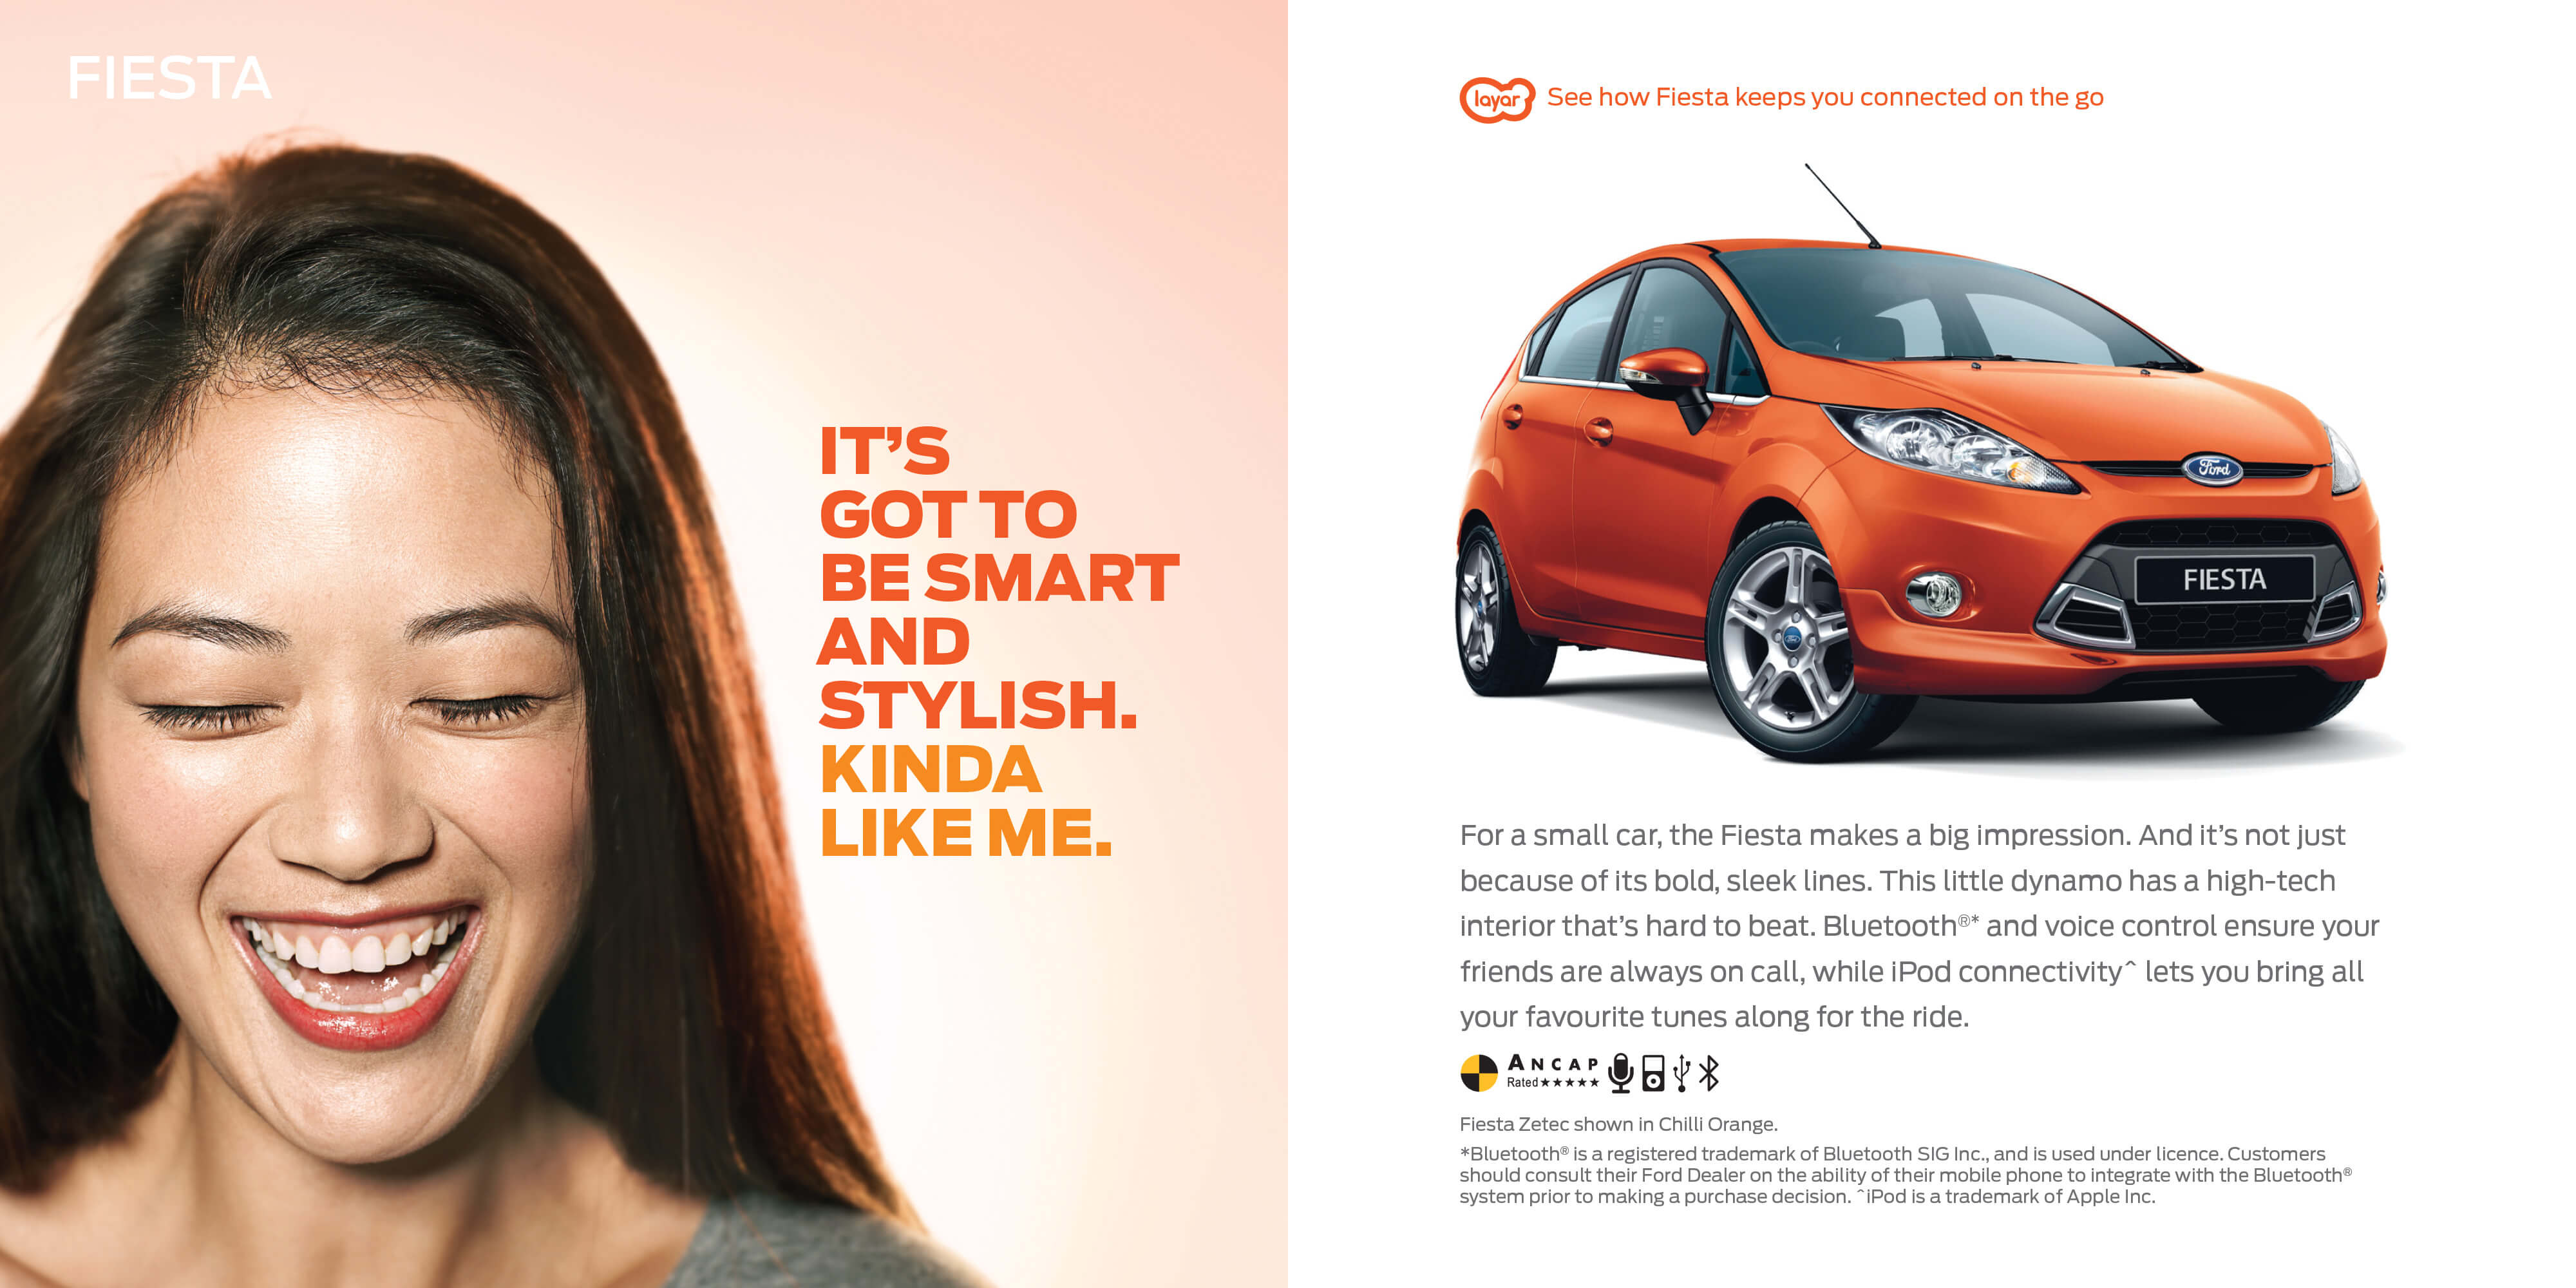 FIESTA
IT’S
GOT TO
BE SMART
AND
STYLISH.
KINDA
LIKE ME.
layar See how Fiesta keeps you connected on the go
Ford
FIESTA
Ford
For a small car, the Fiesta makes a big impression. And it’s not just
because of its bold, sleek lines. This little dynamo has a high-tech
interior that’s hard to beat. Bluetooth®* and voice control ensure your
friends are always on call, while iPod connectivity^ lets you bring all
your favourite tunes along for the ride.
ANCAP
Rated★★★★★
Fiesta Zetec shown in Chilli Orange.
*Bluetooth® is a registered trademark of Bluetooth SIG Inc., and is used under licence. Customers
should consult their Ford Dealer on the ability of their mobile phone to integrate with the Bluetooth®
system prior to making a purchase decision. ^iPod is a trademark of Apple Inc.